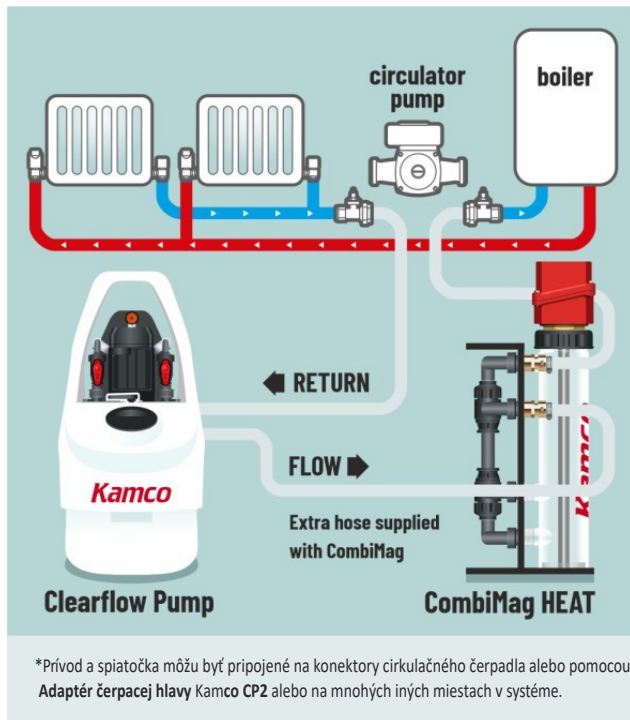 circulator
pump
boiler
RETURN
FLOW
Extra hose supplied
with CombiMag
Kamco
Kamco
Clearflow Pump
CombiMag HEAT
*Prívod a spiatočka môžu byť pripojené na konektory cirkulačného čerpadla alebo pomocou
Adaptér čerpacej hlavy Kamco CP2 alebo na mnohých iných miestach v systéme.